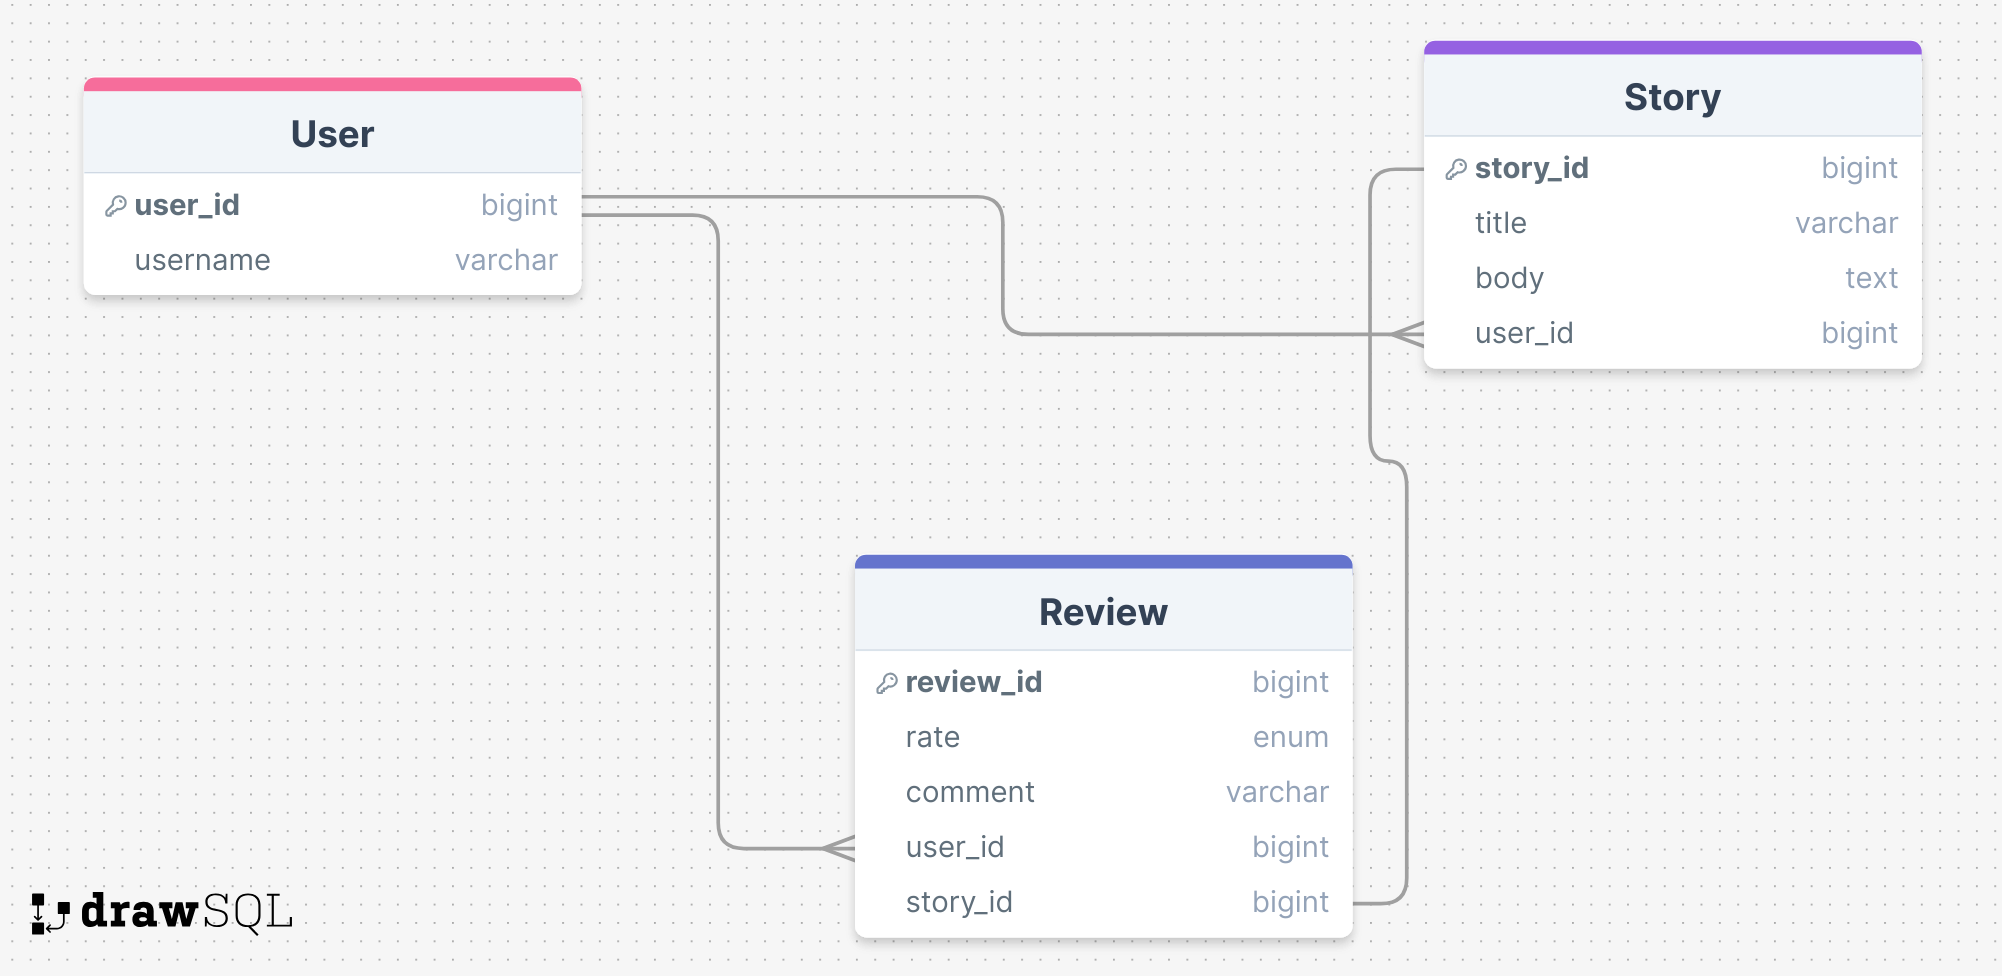 User
user_id bigint
username varchar
Story
story_id bigint
title varchar
body text
user_id bigint
Review
review_id bigint
rate enum
comment varchar
user_id bigint
story_id bigint
drawSQL